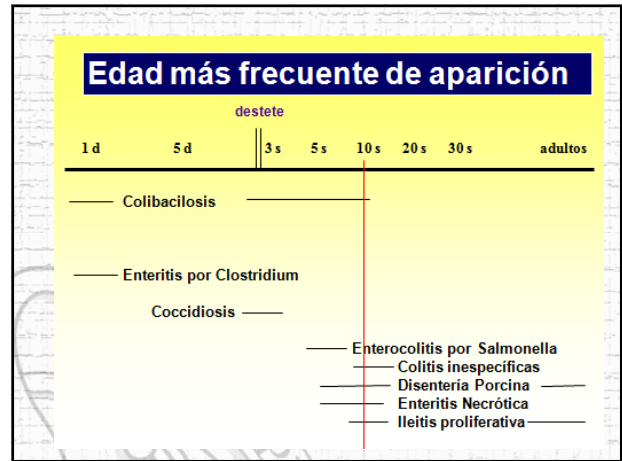 Edad más frecuente de aparición
destete
1 d 5 d 3 s 5 s 10 s 20 s 30 s adultos
Colibacilosis
Enteritis por Clostridium
Coccidiosis
Enterocolitis por Salmonella
Colitis inespecíficas
Disentería Porcina
Enteritis Necrótica
Ileitis proliferativa